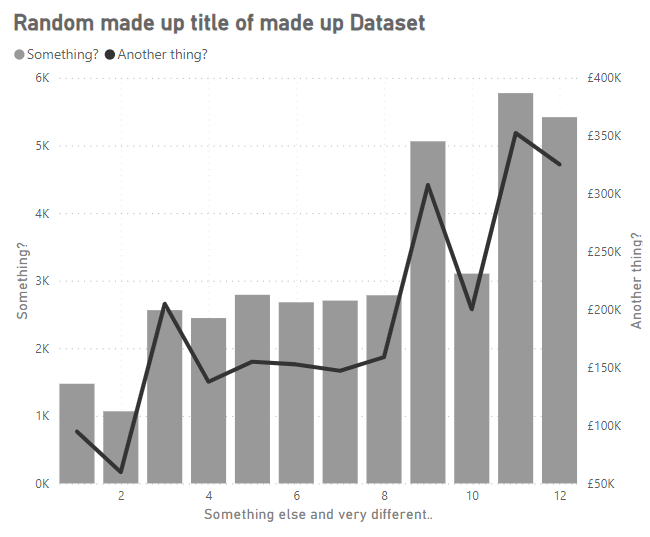 Random made up title of made up Dataset
Something? Another thing?
6K
5K
4K
3K
2K
1K
0K
Something?
£400K
£350K
£300K
£250K
£200K
£150K
£100K
£50K
Another thing?
2 4 6 8 10 12
Something else and very different..